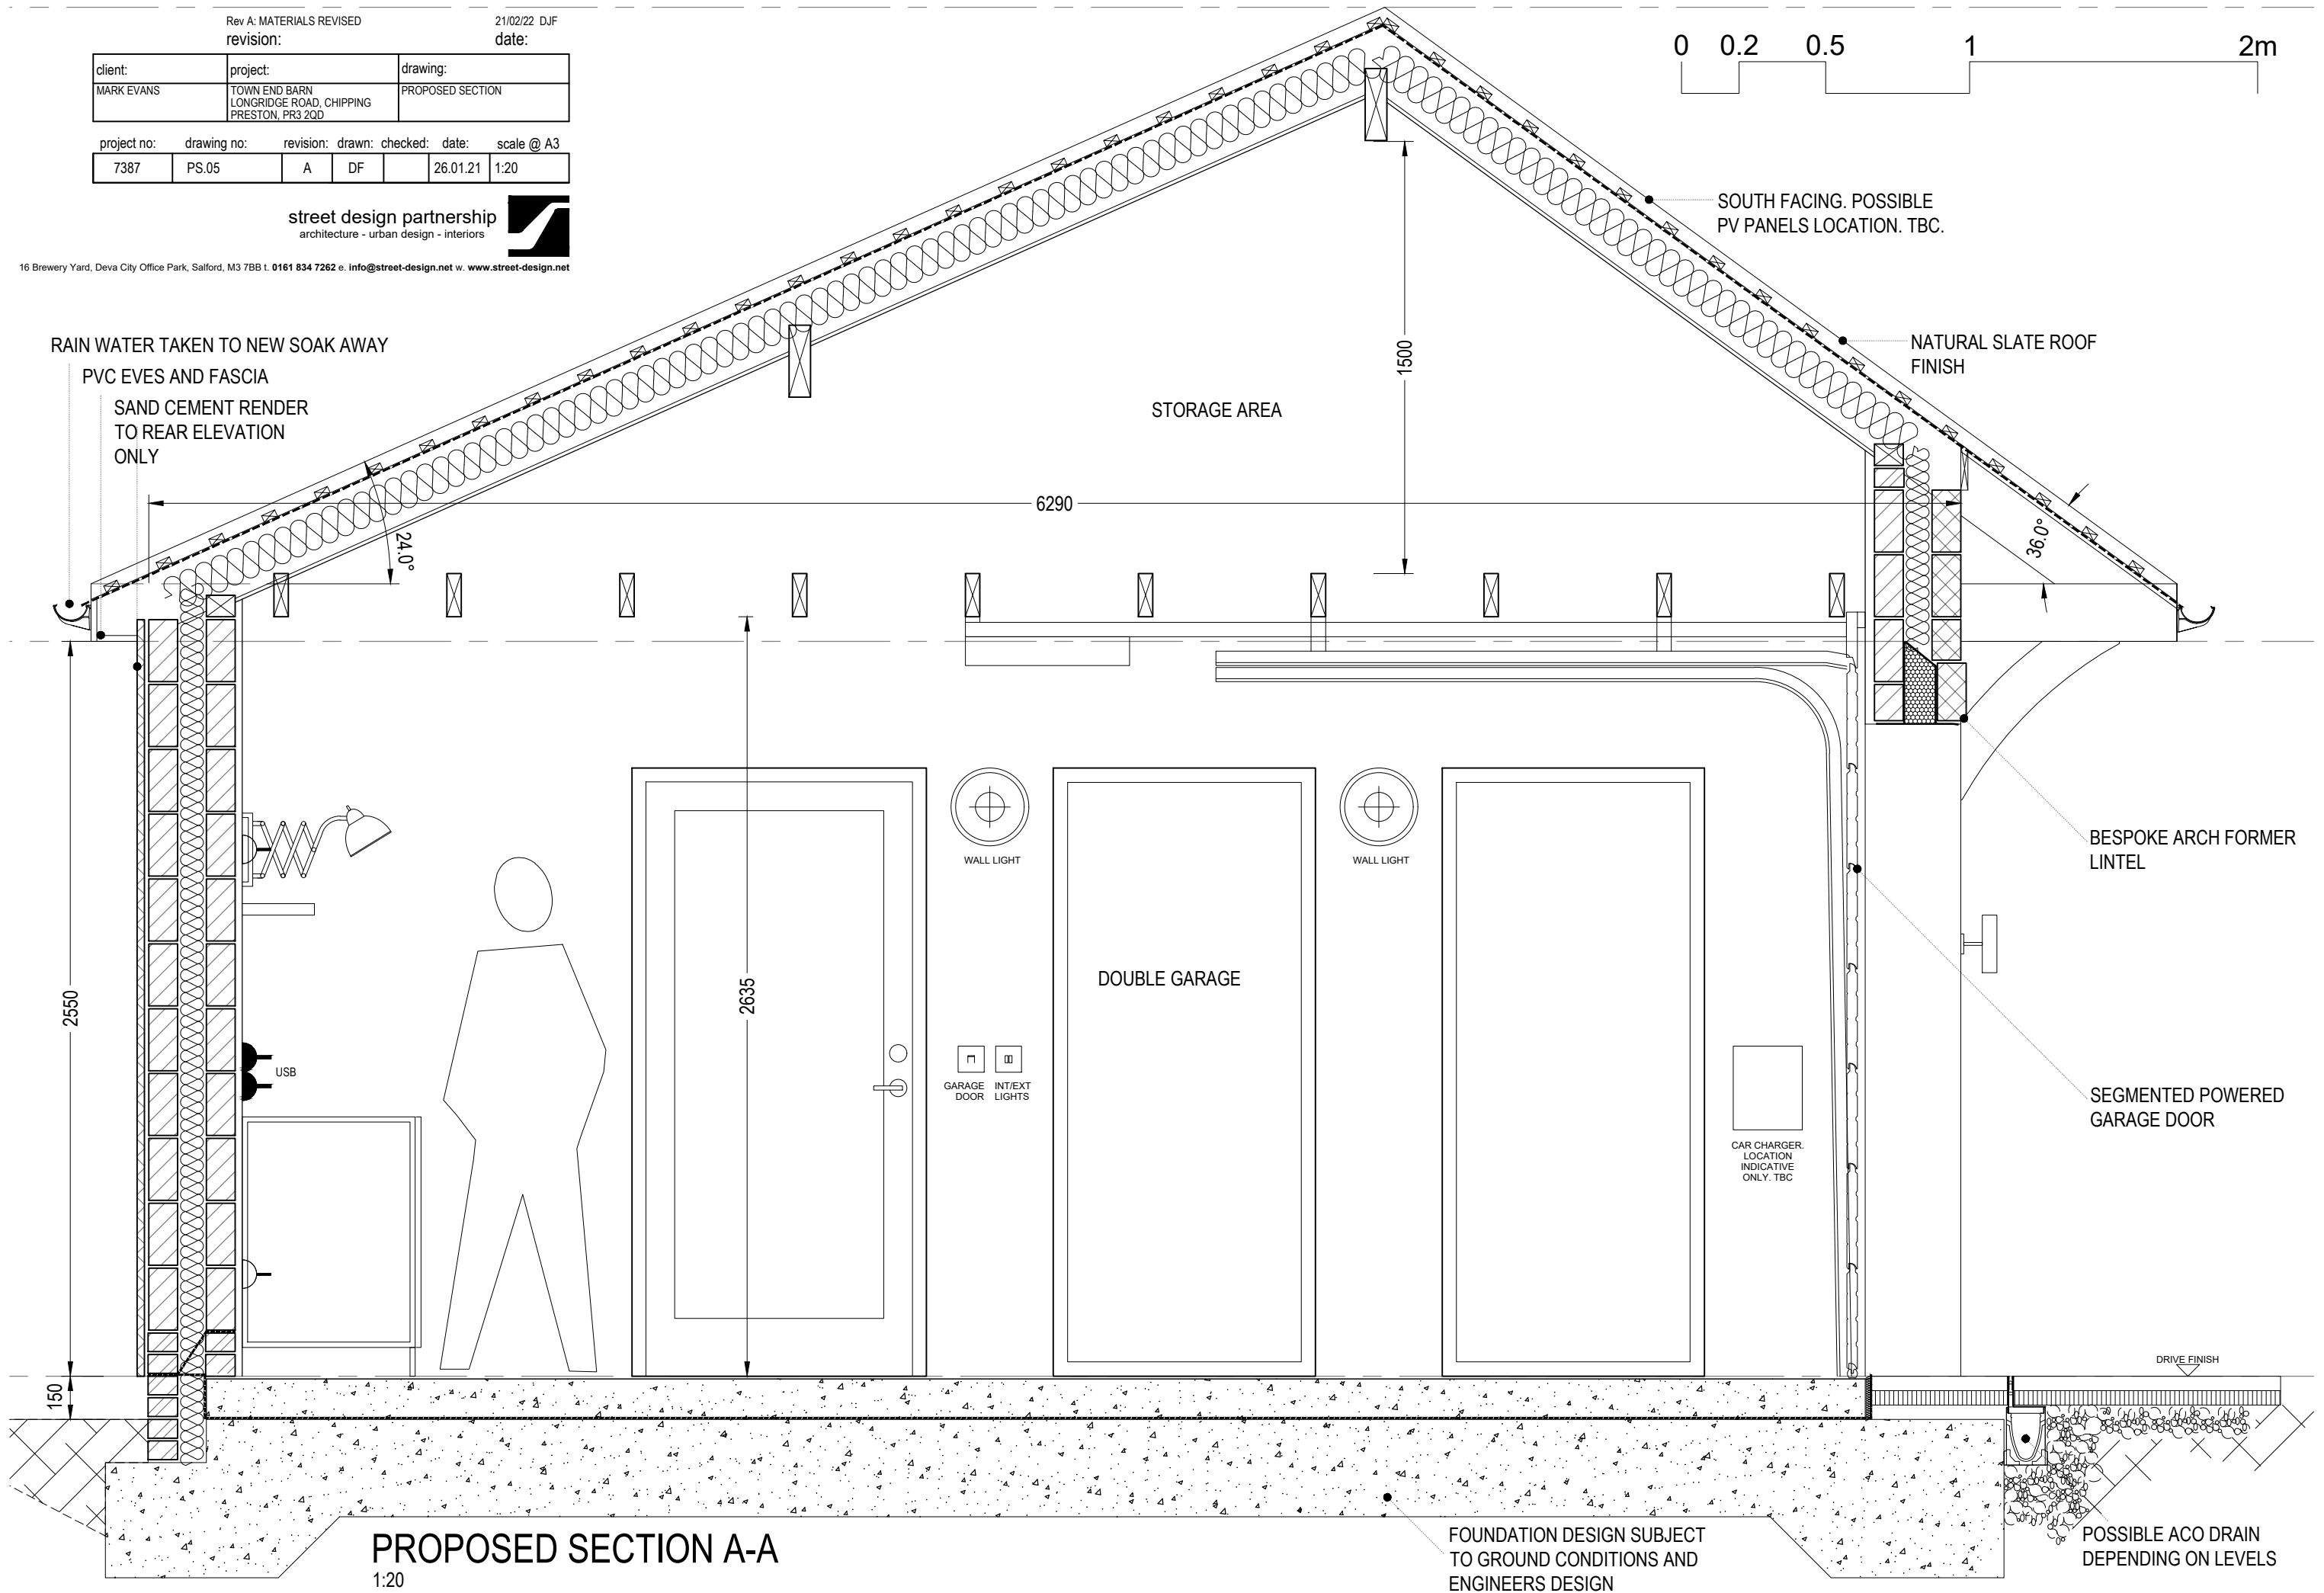 Rev A: MATERIALS REVISED 21/02/22 DJF
revision: date:
client: project: drawing:
MARK EVANS TOWN END BARN PROPOSED SECTION
LONGRIDGE ROAD, CHIPPING
PRESTON, PR3 2QD
project no: drawing no: revision: drawn: checked: date: scale @ A3
7387 PS.05 A DF 26.01.21 1:20
street design partnership
architecture - urban design - interiors
16 Brewery Yard, Deva City Office Park, Salford, M3 7BB t. 0161 834 7262 e. info@street-design.net w. www.street-design.net
0 0.2 0.5 1 2m
SOUTH FACING. POSSIBLE
PV PANELS LOCATION. TBC.
NATURAL SLATE ROOF
FINISH
RAIN WATER TAKEN TO NEW SOAK AWAY
PVC EVES AND FASCIA
SAND CEMENT RENDER
TO REAR ELEVATION
ONLY
1500
STORAGE AREA
6290
24.0°
36.0°
BESPOKE ARCH FORMER
LINTEL
WALL LIGHT
WALL LIGHT
DOUBLE GARAGE
2550
2635
USB
GARAGE
DOOR
INT/EXT
LIGHTS
SEGMENTED POWERED
GARAGE DOOR
CAR CHARGER.
LOCATION
INDICATIVE
ONLY. TBC
DRIVE FINISH
150
PROPOSED SECTION A-A
1:20
FOUNDATION DESIGN SUBJECT
TO GROUND CONDITIONS AND
ENGINEERS DESIGN
POSSIBLE ACO DRAIN
DEPENDING ON LEVELS